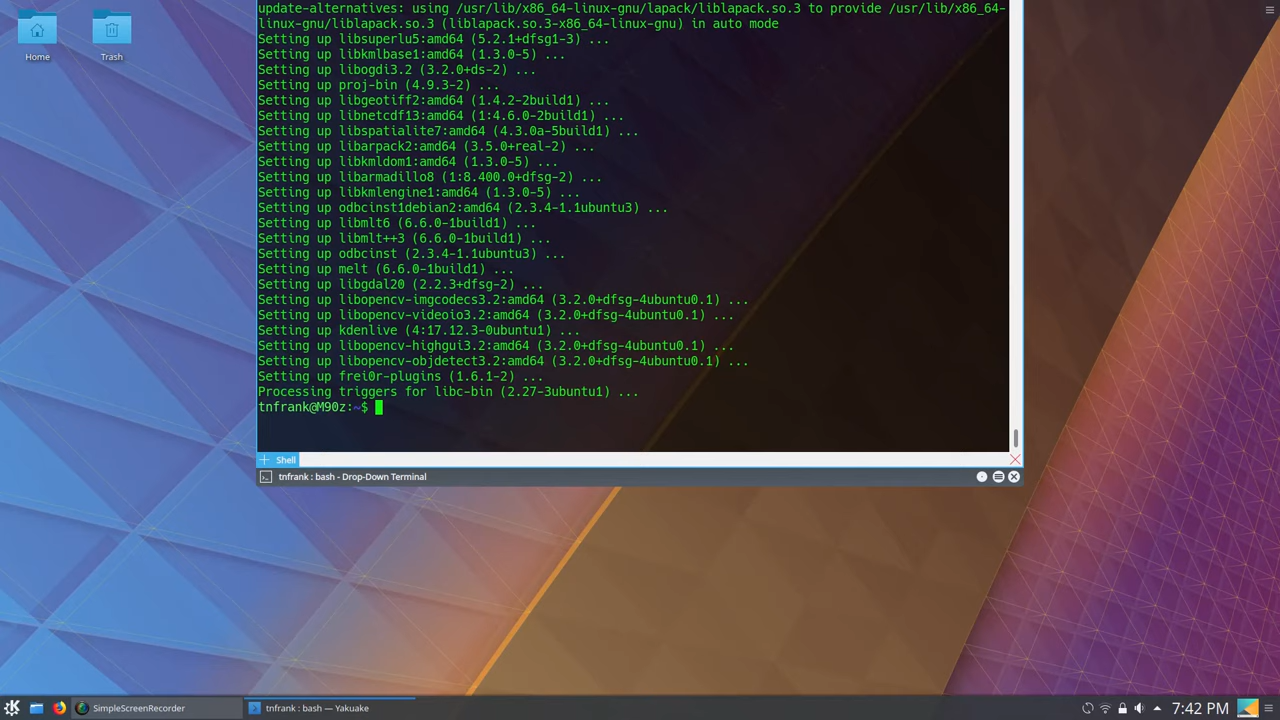 update-alternatives: using /usr/lib/x86_64-linux-gnu/lapack/liblapack.so.3 to provide /usr/lib/x86_64-
linux-gnu/liblapack.so.3 (liblapack.so.3-x86_64-linux-gnu) in auto mode
Setting up libsuperlu5:amd64 (5.2.1+dfsg1-3) ...
Setting up libkmlbase1:amd64 (1.3.0-5) ...
Setting up libogdi3.2 (3.2.0+ds-2) ...
Setting up proj-bin (4.9.3-2) ...
Setting up libgeotiff2:amd64 (1.4.2-2build1) ...
Setting up libnetcdf13:amd64 (1:4.6.0-2build1) ...
Setting up libspatialite7:amd64 (4.3.0a-5build1) ...
Setting up libarpack2:amd64 (3.5.0+real-2) ...
Setting up libkmldom1:amd64 (1.3.0-5) ...
Setting up libarmadillo8 (1:8.400.0+dfsg-2) ...
Setting up libkmlengine1:amd64 (1.3.0-5) ...
Setting up odbcinst1debian2:amd64 (2.3.4-1.1ubuntu3) ...
Setting up libmlt6 (6.6.0-1build1) ...
Setting up libmlt++3 (6.6.0-1build1) ...
Setting up odbcinst (2.3.4-1.1ubuntu3) ...
Setting up melt (6.6.0-1build1) ...
Setting up libgdal20 (2.2.3+dfsg-2) ...
Setting up libopencv-imgcodecs3.2:amd64 (3.2.0+dfsg-4ubuntu0.1) ...
Setting up libopencv-videoio3.2:amd64 (3.2.0+dfsg-4ubuntu0.1) ...
Setting up kdenlive (4:17.12.3-0ubuntu1) ...
Setting up libopencv-highgui3.2:amd64 (3.2.0+dfsg-4ubuntu0.1) ...
Setting up libopencv-objdetect3.2:amd64 (3.2.0+dfsg-4ubuntu0.1) ...
Setting up frei0r-plugins (1.6.1-2) ...
Processing triggers for libc-bin (2.27-3ubuntu1) ...
tnfrank@M90z:~$
Shell
tnfrank : bash - Drop-Down Terminal
Home
Trash
SimpleScreenRecorder
tnfrank : bash — Yakuake
7:42 PM